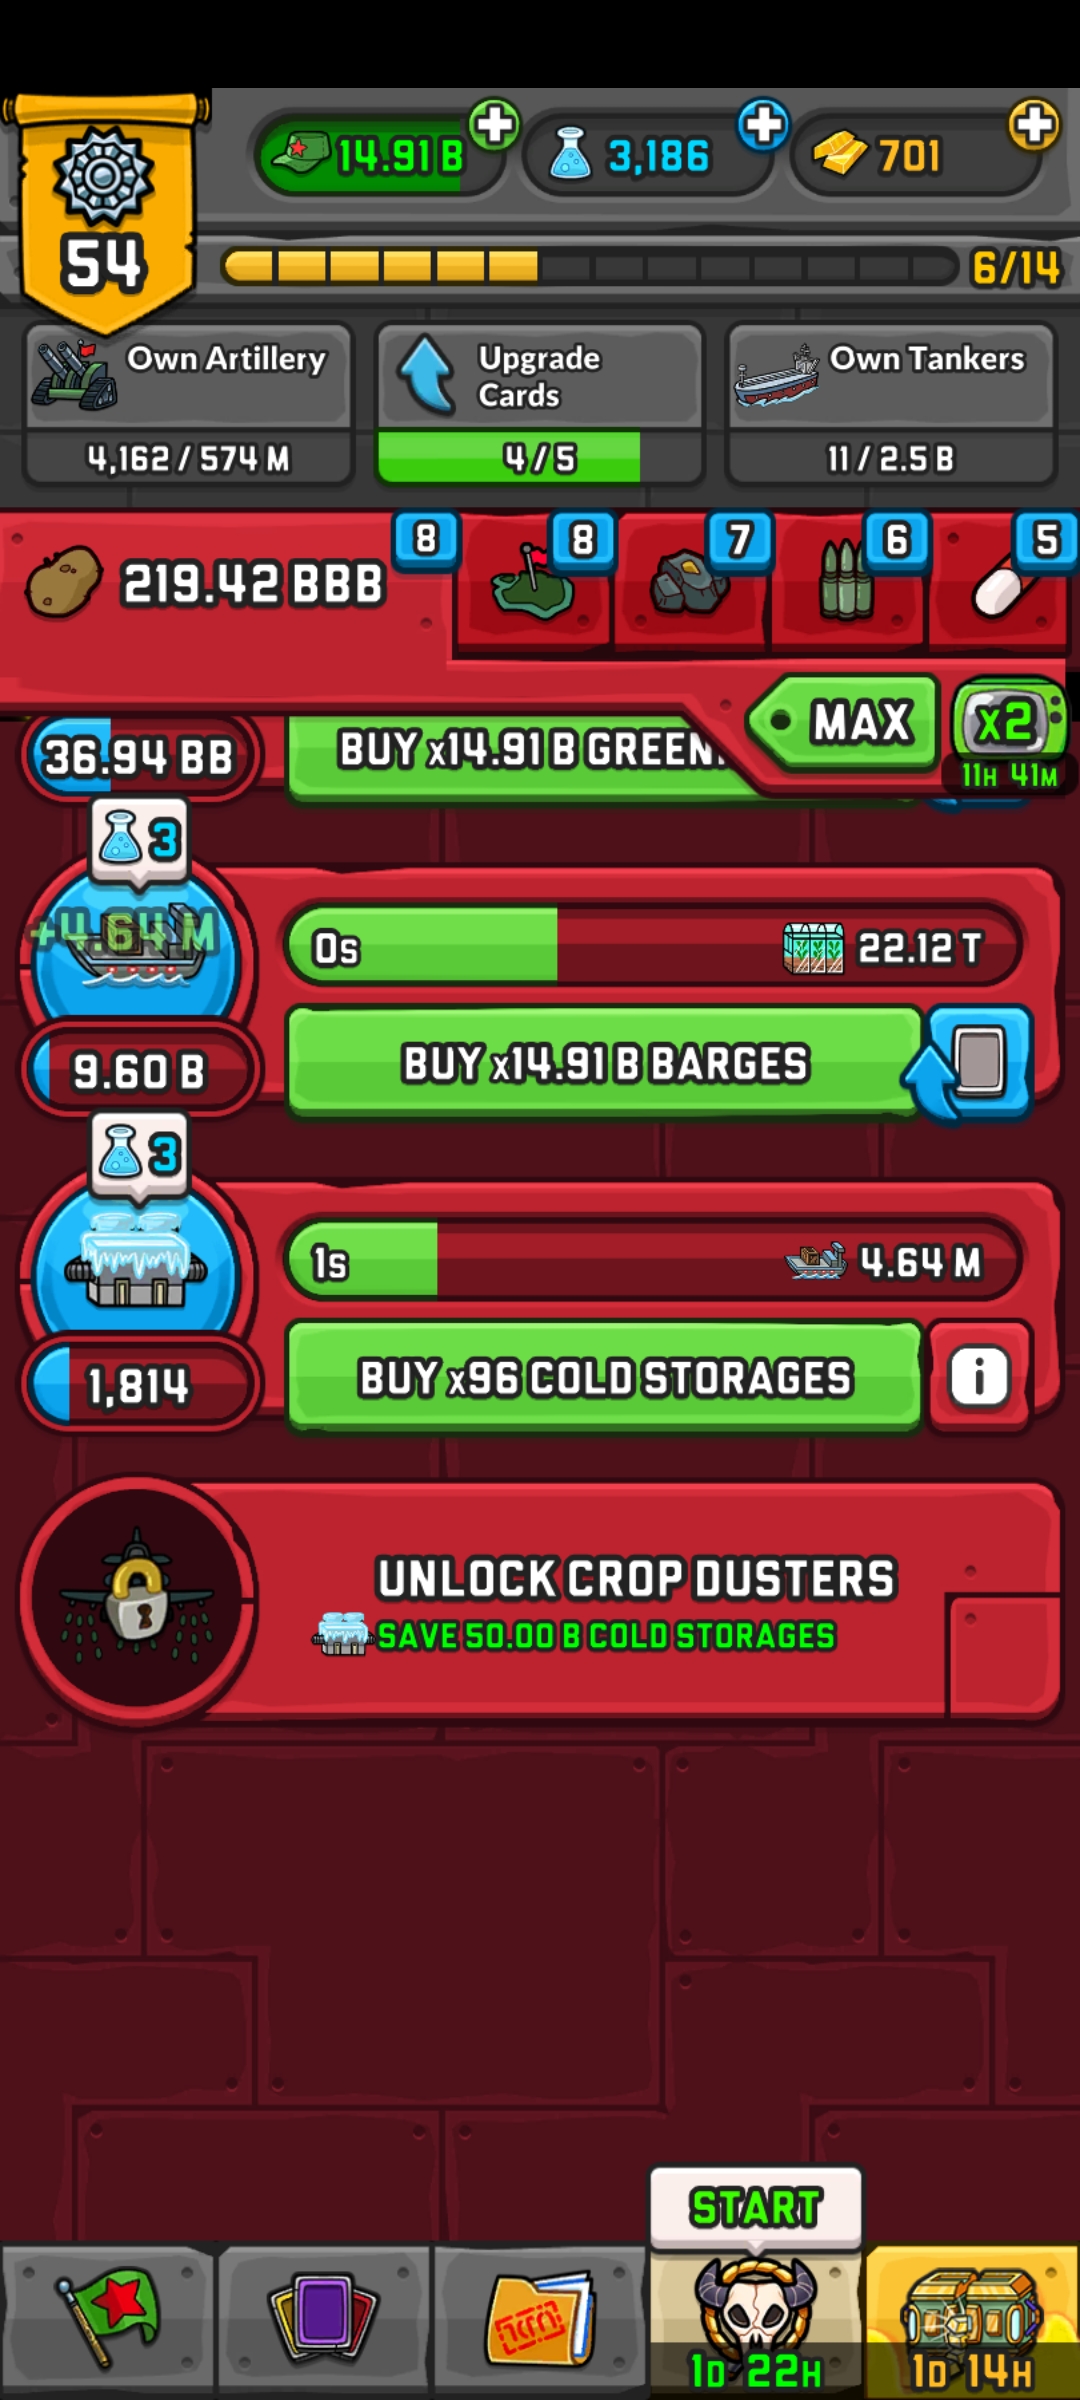 14.91 B
3,186
701
54
6/14
Own Artillery
4,162 / 574 M
Upgrade
Cards
4 / 5
Own Tankers
11 / 2.5 B
219.42 BBB
8
8
7
6
5
MAX
x2
11H 41M
36.94 BB
BUY x14.91 B GREEN
3
+4.64 M
0s
22.12 T
9.60 B
BUY x14.91 B BARGES
3
1s
4.64 M
1,814
BUY x96 COLD STORAGES
i
UNLOCK CROP DUSTERS
SAVE 50.00 B COLD STORAGES
START
1D 22H
1D 14H